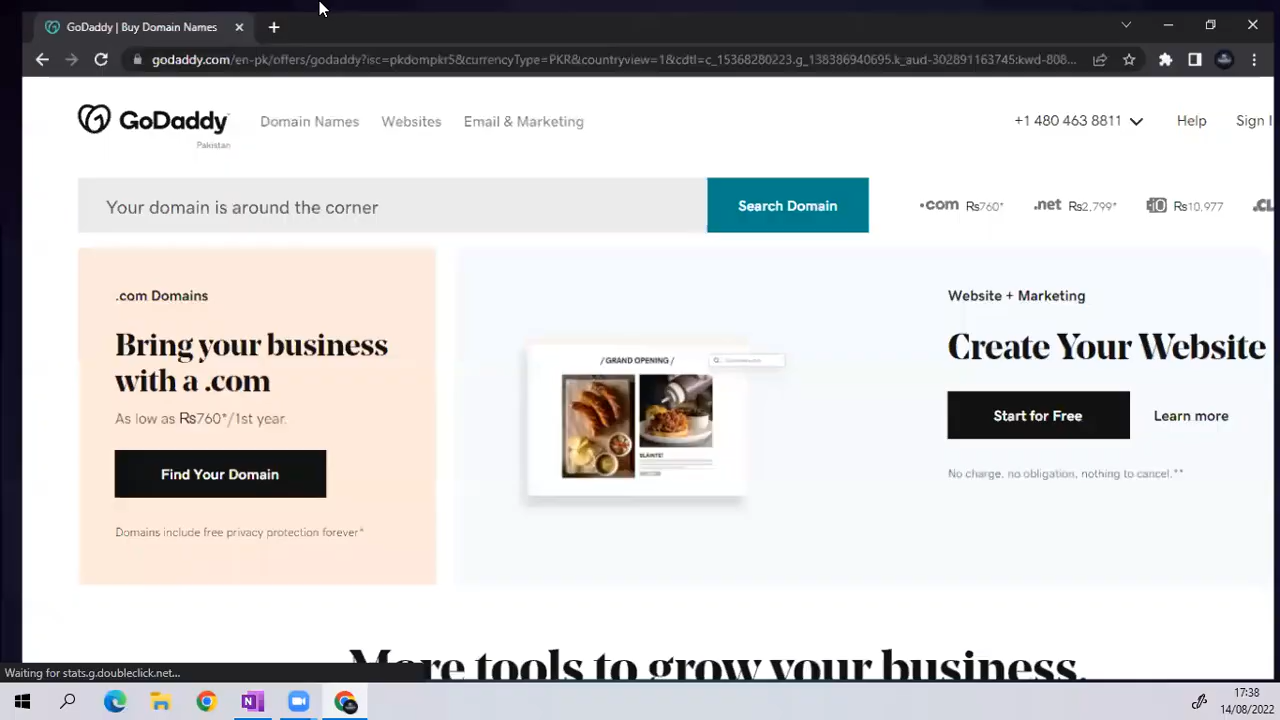 GoDaddy | Buy Domain Names
godaddy.com/en-pk/offers/godaddy?isc=pkdompkr5&currencyType=PKR&countryview=1&cdtl=c_15368280223.g_138386940695.k_aud-302891163745:kwd-808...
GoDaddy
Pakistan
Domain Names
Websites
Email & Marketing
+1 480 463 8811
Help
Sign I
Your domain is around the corner
Search Domain
.com Rs760*
.net Rs2,799*
Rs10,977
.CL
.com Domains
Bring your business
with a .com
As low as Rs760*/1st year.
Find Your Domain
Domains include free privacy protection forever*
/ GRAND OPENING /
Website + Marketing
Create Your Website
Start for Free
Learn more
No charge, no obligation, nothing to cancel.**
More tools to grow your business.
Waiting for stats.g.doubleclick.net...
17:38
14/08/2022